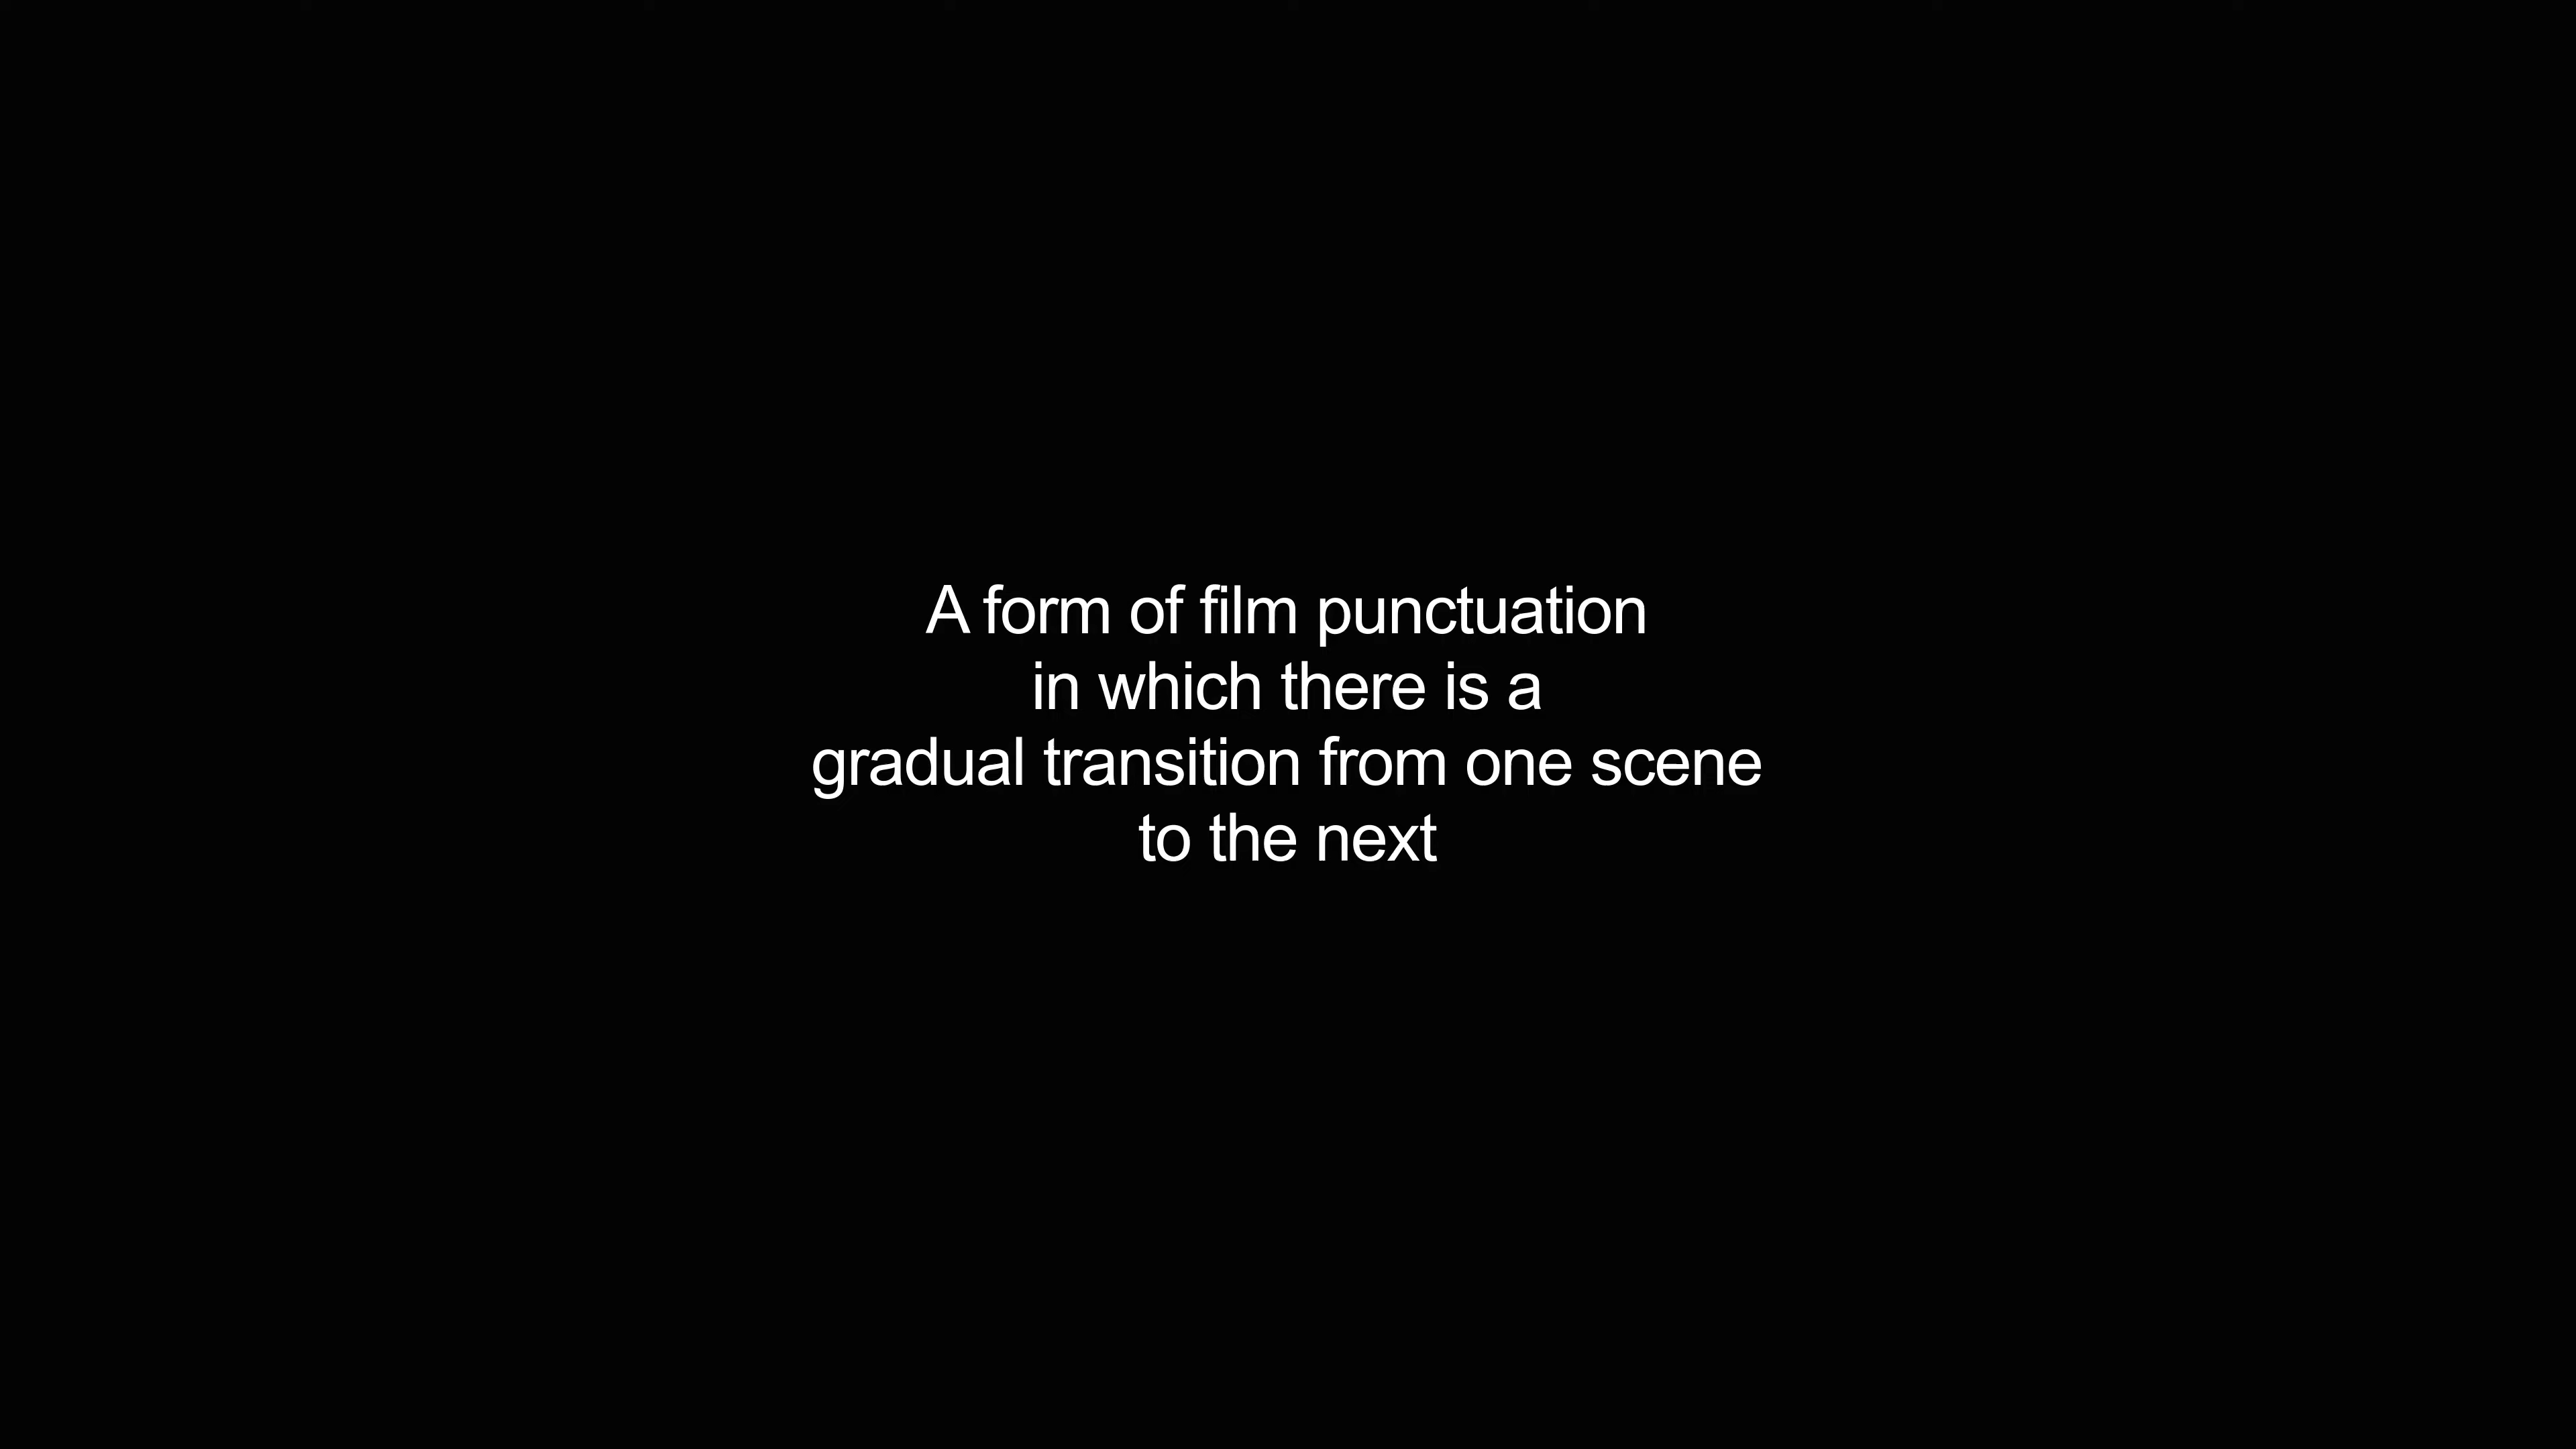 A form of film punctuation
in which there is a
gradual transition from one scene
to the next